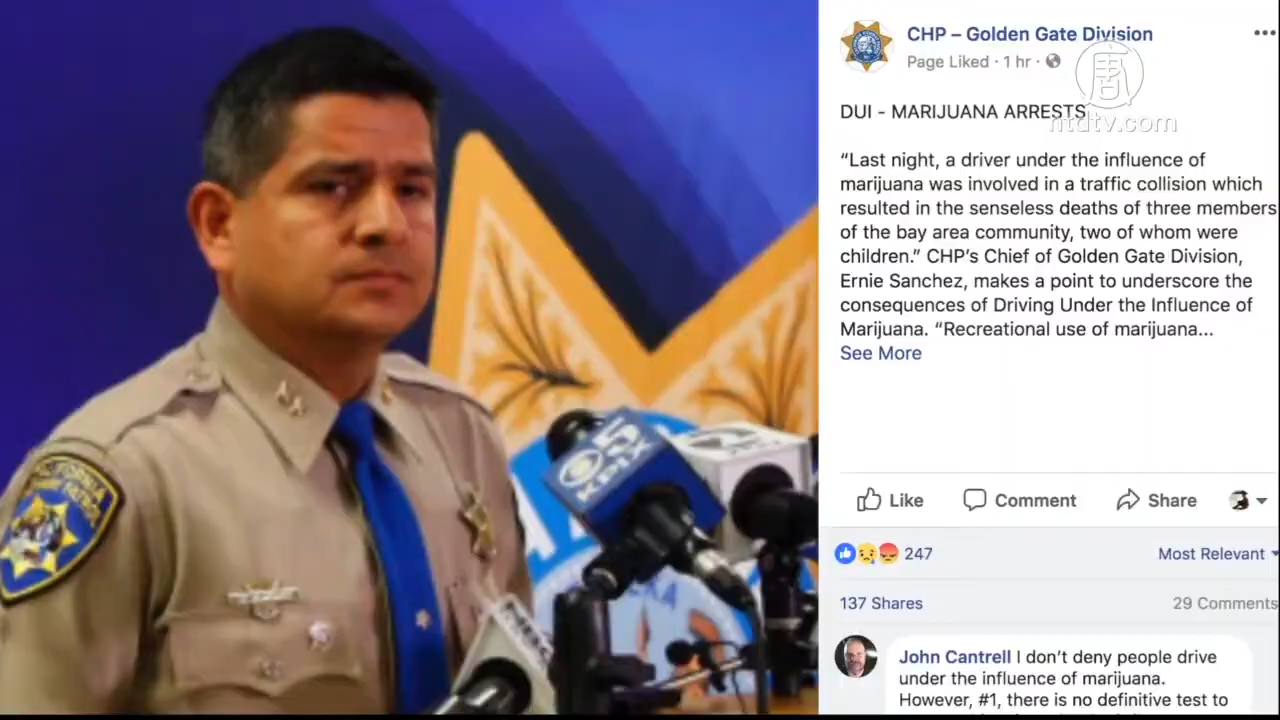 CHP – Golden Gate Division
Page Liked · 1 hr ·
唐
ntdtv.com
DUI - MARIJUANA ARRESTS
“Last night, a driver under the influence of
marijuana was involved in a traffic collision which
resulted in the senseless deaths of three members
of the bay area community, two of whom were
children.” CHP’s Chief of Golden Gate Division,
Ernie Sanchez, makes a point to underscore the
consequences of Driving Under the Influence of
Marijuana. “Recreational use of marijuana...
See More
Like Comment Share
247 Most Relevant
137 Shares 29 Comments
John Cantrell I don’t deny people drive
under the influence of marijuana.
However, #1, there is no definitive test to
5
KPIX